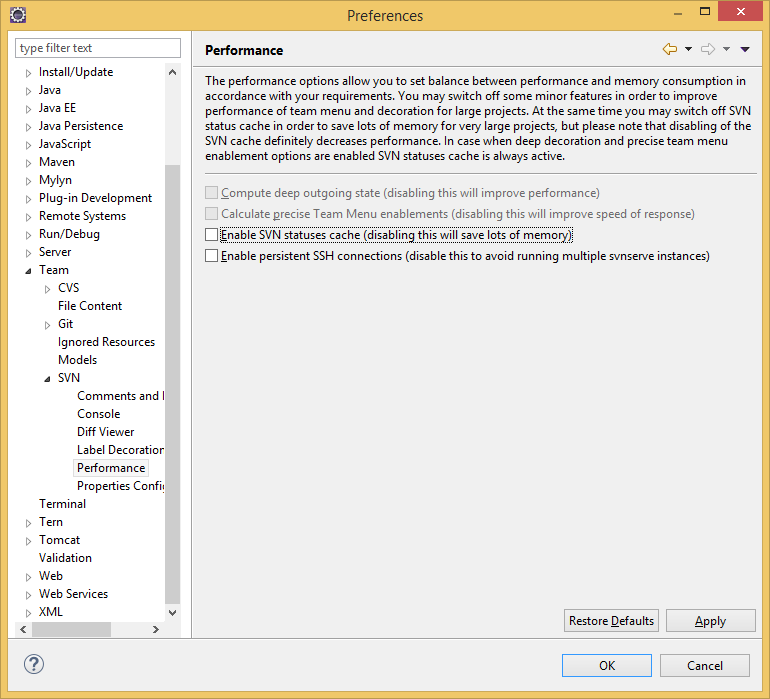 Preferences
type filter text
Install/Update
Java
Java EE
Java Persistence
JavaScript
Maven
Mylyn
Plug-in Development
Remote Systems
Run/Debug
Server
Team
CVS
File Content
Git
Ignored Resources
Models
SVN
Comments and
Console
Diff Viewer
Label Decoration
Performance
Properties Config
Terminal
Tern
Tomcat
Validation
Web
Web Services
XML
Performance
The performance options allow you to set balance between performance and memory consumption in
accordance with your requirements. You may switch off some minor features in order to improve
performance of team menu and decoration for large projects. At the same time you may switch off SVN
status cache in order to save lots of memory for very large projects, but please note that disabling of the
SVN cache definitely decreases performance. In case when deep decoration and precise team menu
enablement options are enabled SVN statuses cache is always active.
Compute deep outgoing state (disabling this will improve performance)
Calculate precise Team Menu enablements (disabling this will improve speed of response)
Enable SVN statuses cache (disabling this will save lots of memory)
Enable persistent SSH connections (disable this to avoid running multiple svnserve instances)
Restore Defaults
Apply
?
OK
Cancel